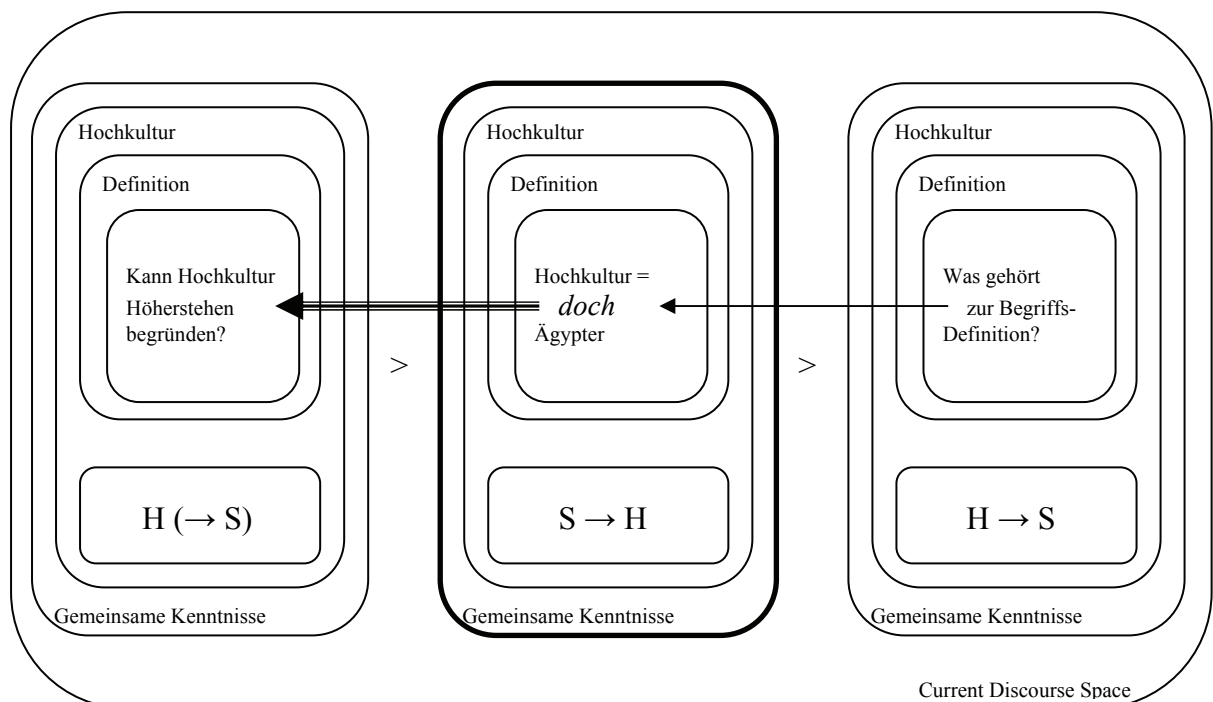 Hochkultur
Definition
Kann Hochkultur
Höherstehen
begründen?
H (→ S)
Gemeinsame Kenntnisse
>
Hochkultur
Definition
Hochkultur =
doch
Ägypter
S → H
Gemeinsame Kenntnisse
>
Hochkultur
Definition
Was gehört
zur Begriffs-
Definition?
H → S
Gemeinsame Kenntnisse
Current Discourse Space